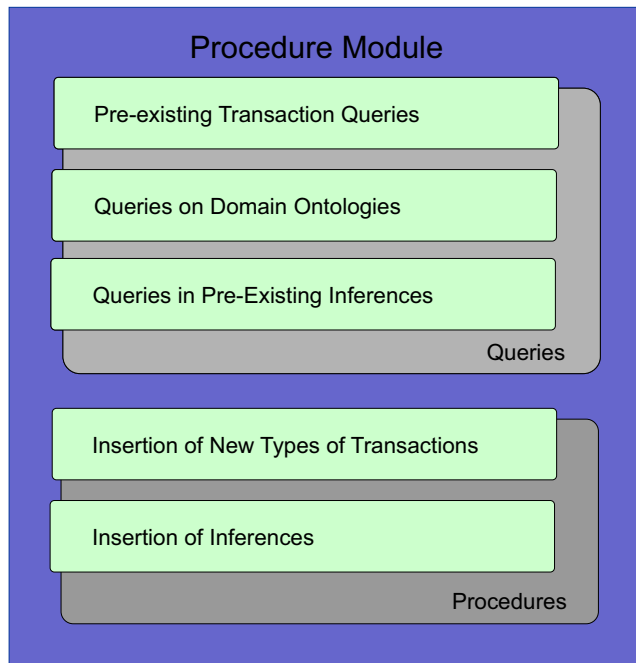 Procedure Module
Pre-existing Transaction Queries
Queries on Domain Ontologies
Queries in Pre-Existing Inferences
Queries
Insertion of New Types of Transactions
Insertion of Inferences
Procedures